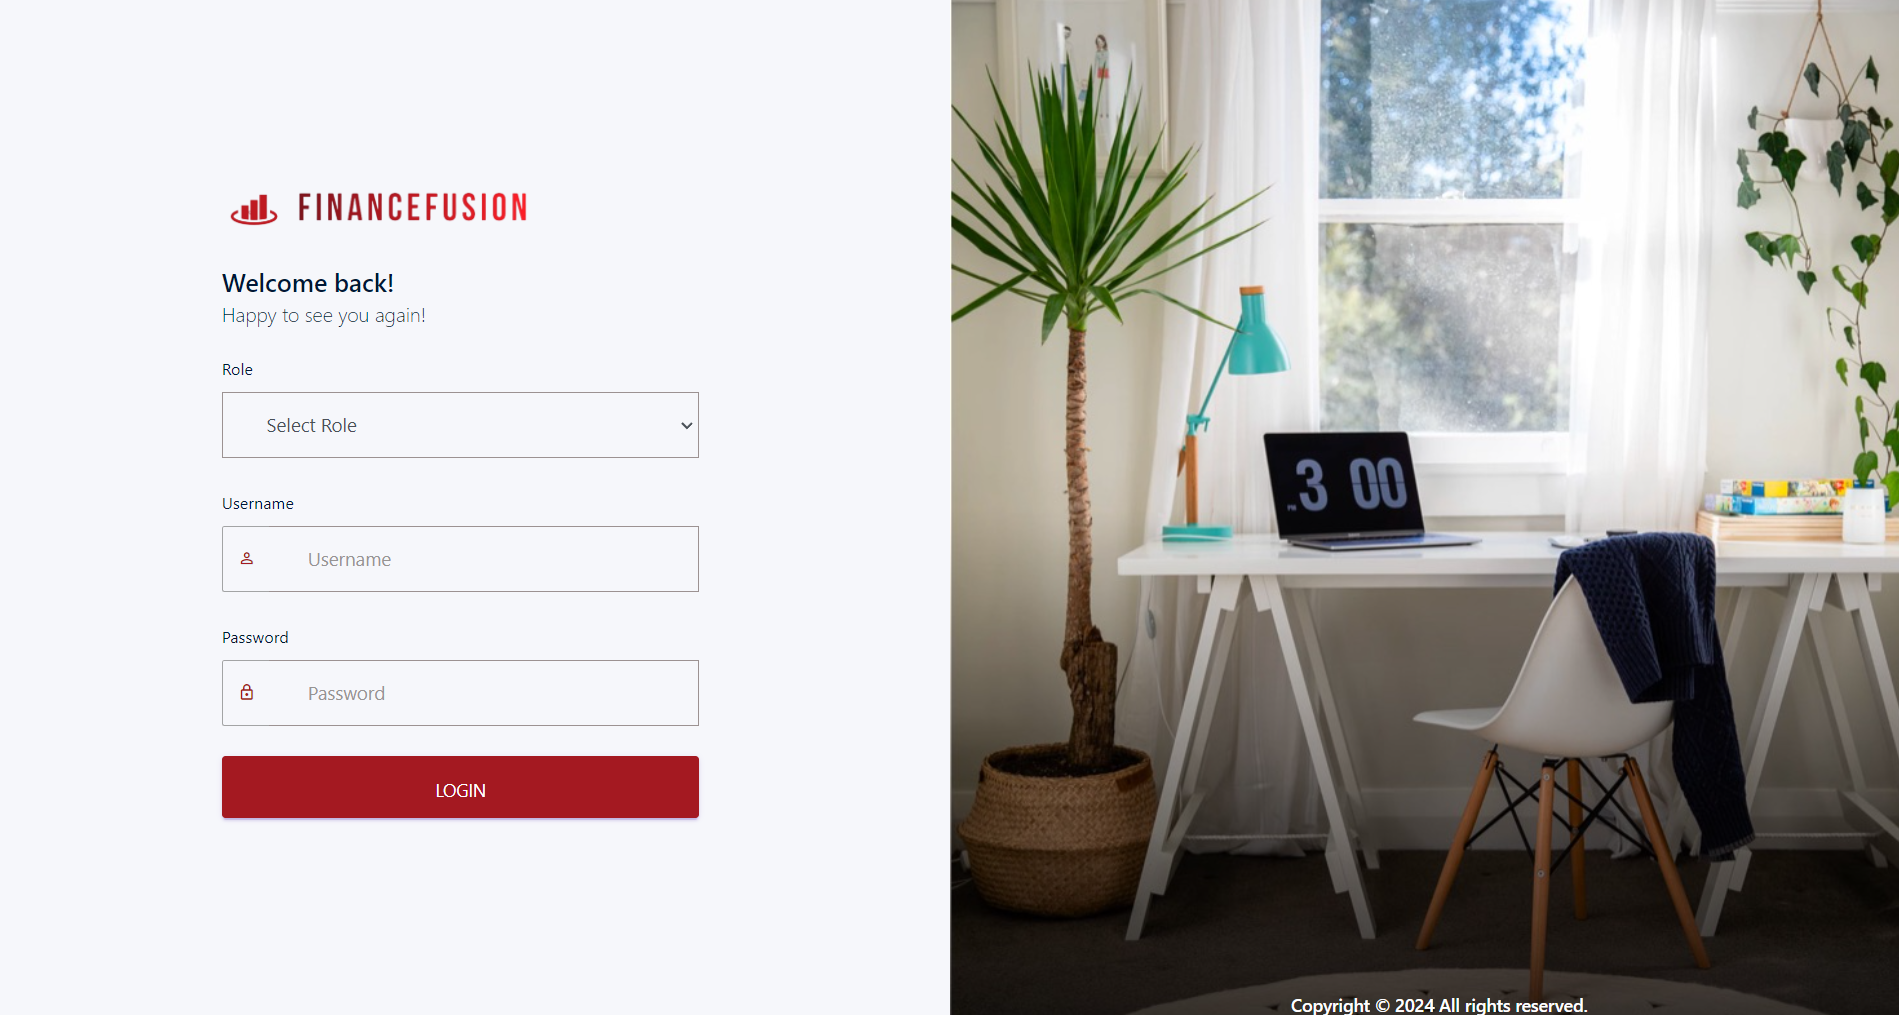 FINANCEFUSION
Welcome back!
Happy to see you again!
Role
Select Role
Username
Username
Password
Password
LOGIN
3 00
PM
Copyright © 2024 All rights reserved.